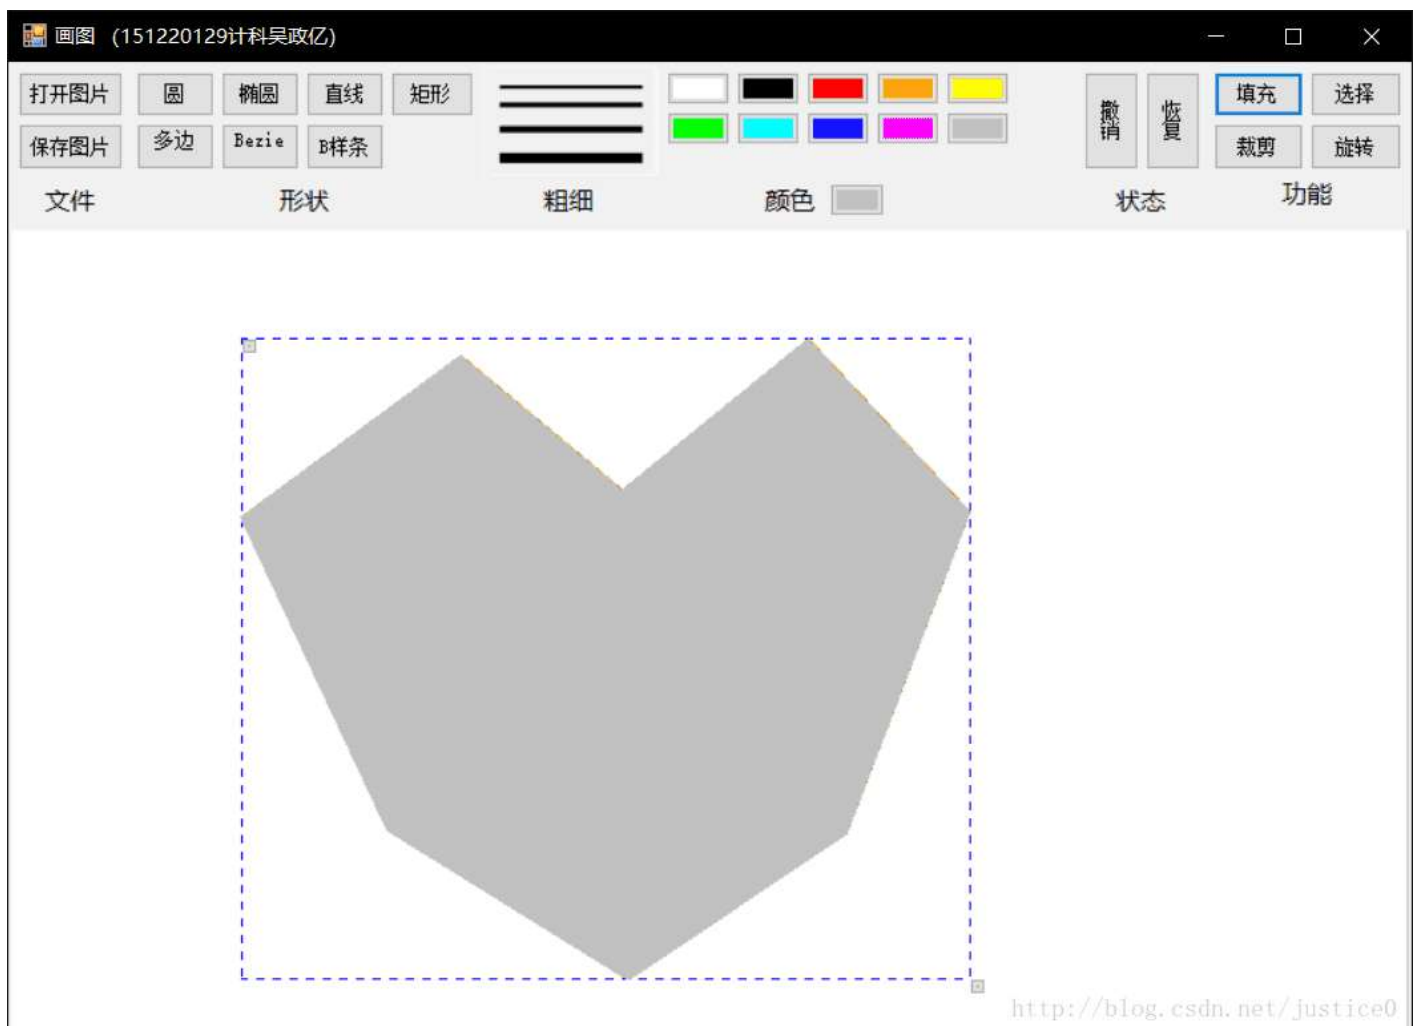 画图 (151220129计科吴政亿)
打开图片 圆 椭圆 直线 矩形 撤销 恢复 填充 选择
保存图片 多边 Bezie B样条 裁剪 旋转
文件 形状 粗细 颜色 状态 功能
http://blog.csdn.net/justice0